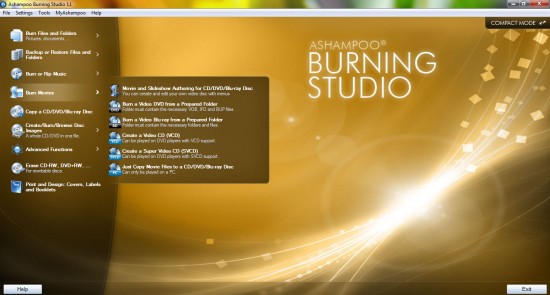 Ashampoo Burning Studio 11
File Settings Tools MyAshampoo Help
COMPACT MODE
Burn Files and Folders
Pictures, documents...
Backup or Restore Files and
Folders
Burn or Rip Music
Burn Movies
Copy a CD/DVD/Blu-ray Disc
Create/Burn/Browse Disc
Images
A whole CD/DVD in one file.
Advanced Functions
Erase CD-RW, DVD+RW, ...
For rewritable discs
Print and Design: Covers, Labels
and Booklets
Movie and Slideshow Authoring for CD/DVD/Blu-ray Disc
You can create and edit your own video disc with menus
Burn a Video DVD from a Prepared Folder
Folder must contain the necessary VOB, IFO and BUP files.
Burn a Video Blu-ray from a Prepared Folder
Folder must contain the necessary folders and files.
Create a Video CD (VCD)
Can be played on DVD players with VCD support.
Create a Super Video CD (SVCD)
Can be played on DVD players with SVCD support.
Just Copy Movie Files to a CD/DVD/Blu-ray Disc
Can only be played on a PC.
ASHAMPOO®
BURNING
STUDIO
Help
Exit